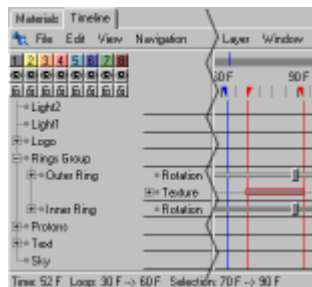 Materials Timeline
File Edit View Navigation Layer Window
1 2 3 4 5 6 7 8
60 F 90 F
Light2
Light1
Logo
Rings Group
Outer Ring Rotation
Texture
Inner Ring Rotation
Protons
Text
Sky
Time: 52 F Loop: 30 F -> 60 F Selection: 70 F -> 90 F